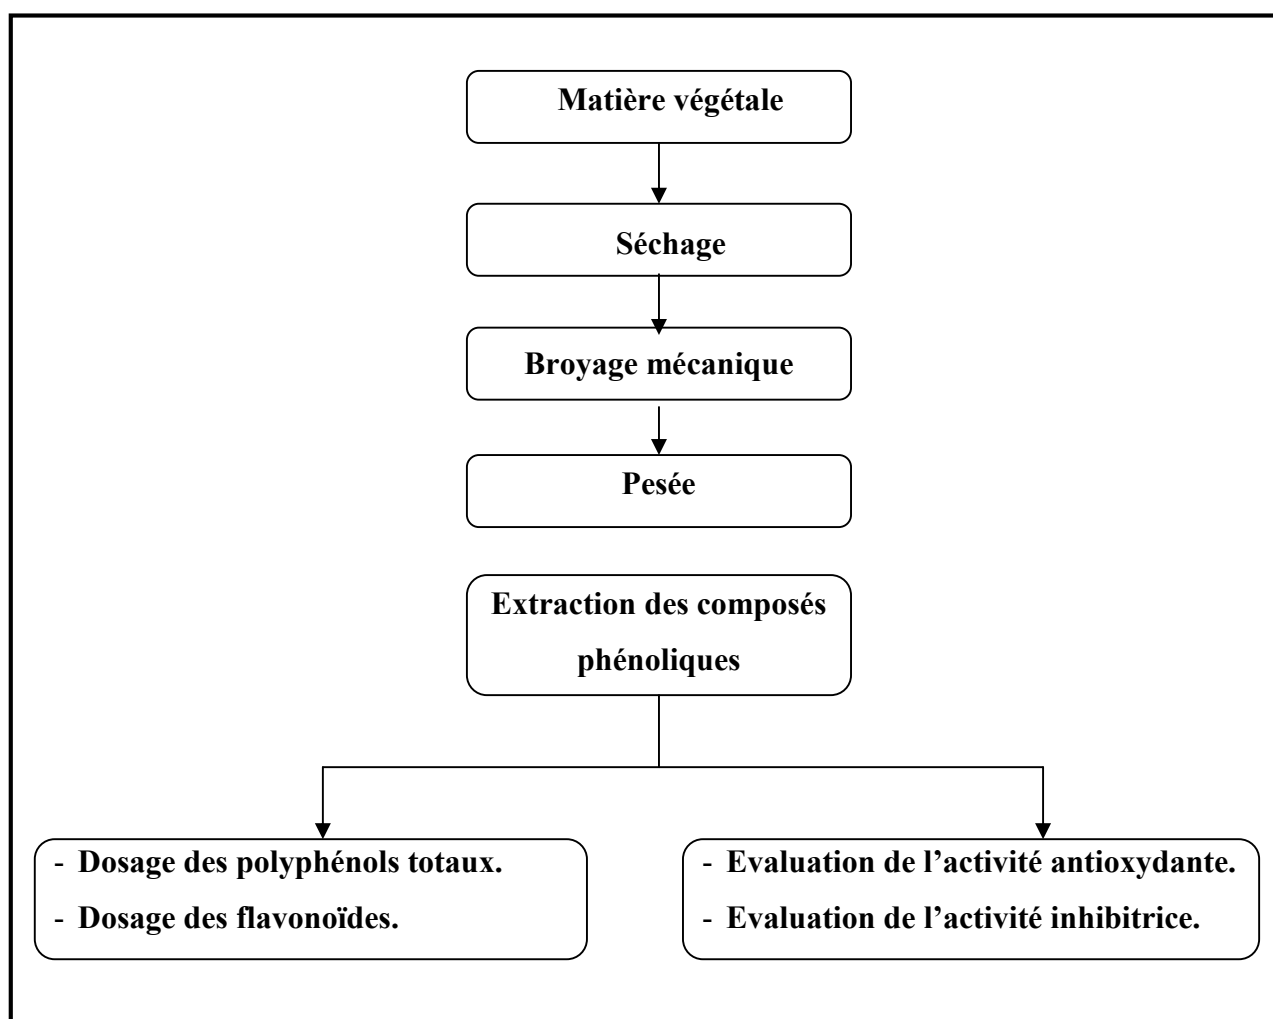 Matière végétale
Séchage
Broyage mécanique
Pesée
Extraction des composés
phénoliques
- Dosage des polyphénols totaux.
- Dosage des flavonoïdes.
- Evaluation de l’activité antioxydante.
- Evaluation de l’activité inhibitrice.